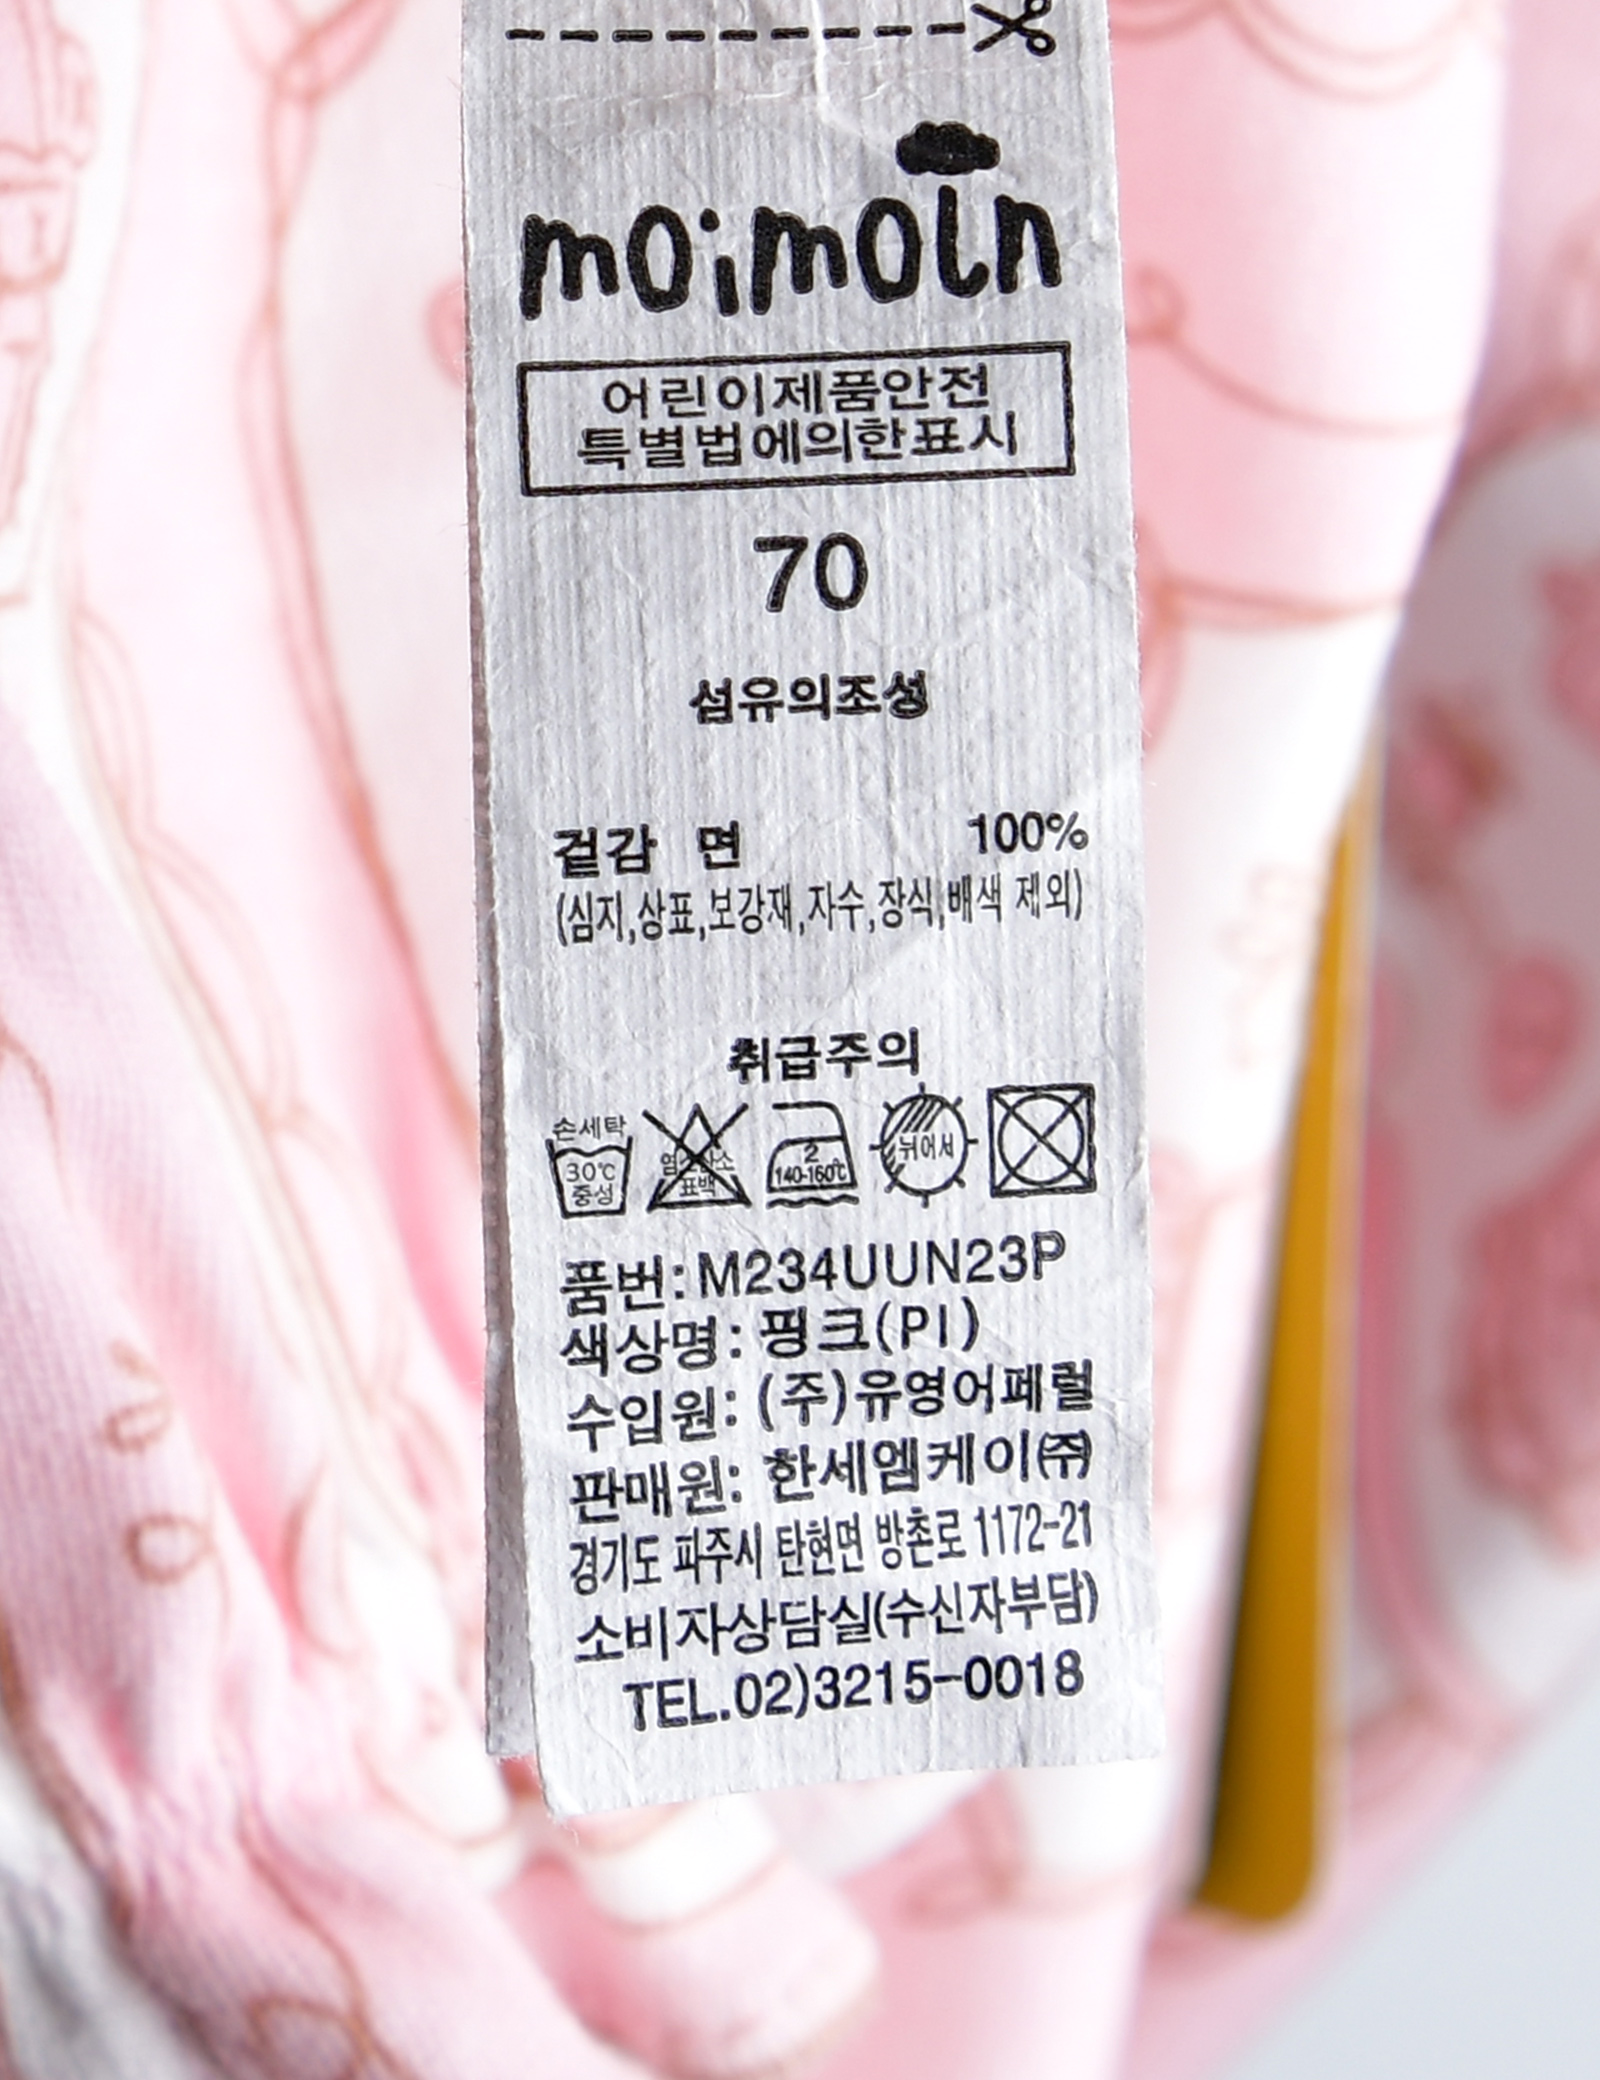 moimoln
어린이제품안전
특별법에의한표시
70
섬유의조성
겉감 면 100%
(심지,상표,보강재,자수,장식,배색 제외)
취급주의
손세탁
30℃
중성
염소산소
표백
2
140-160℃
뉘어서
품번: M234UUN23P
색상명: 핑크(PI)
수입원: (주)유영어페럴
판매원: 한세엠케이㈜
경기도 파주시 탄현면 방촌로 1172-21
소비자상담실(수신자부담)
TEL.02)3215-0018